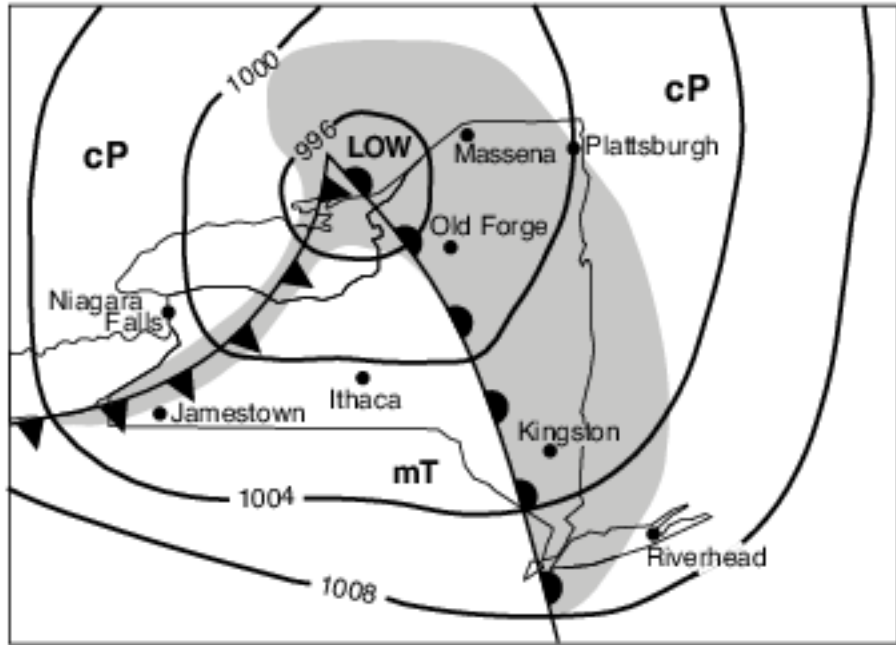 1000
cP
996
LOW
cP
Massena
Plattsburgh
Old Forge
Niagara
Falls
Ithaca
Jamestown
Kingston
mT
1004
Riverhead
1008